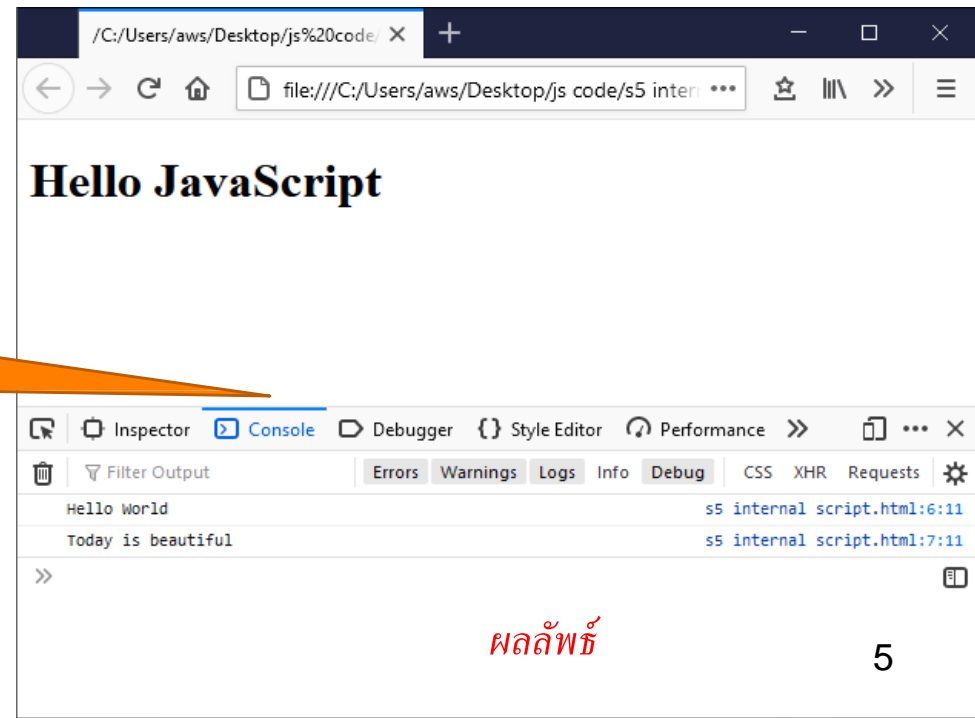 /C:/Users/aws/Desktop/js%20code/
file:///C:/Users/aws/Desktop/js code/s5 inter
Hello JavaScript
Inspector Console Debugger {} Style Editor Performance
Filter Output Errors Warnings Logs Info Debug CSS XHR Requests
Hello World s5 internal script.html:6:11
Today is beautiful s5 internal script.html:7:11
ผลลัพธ์
5